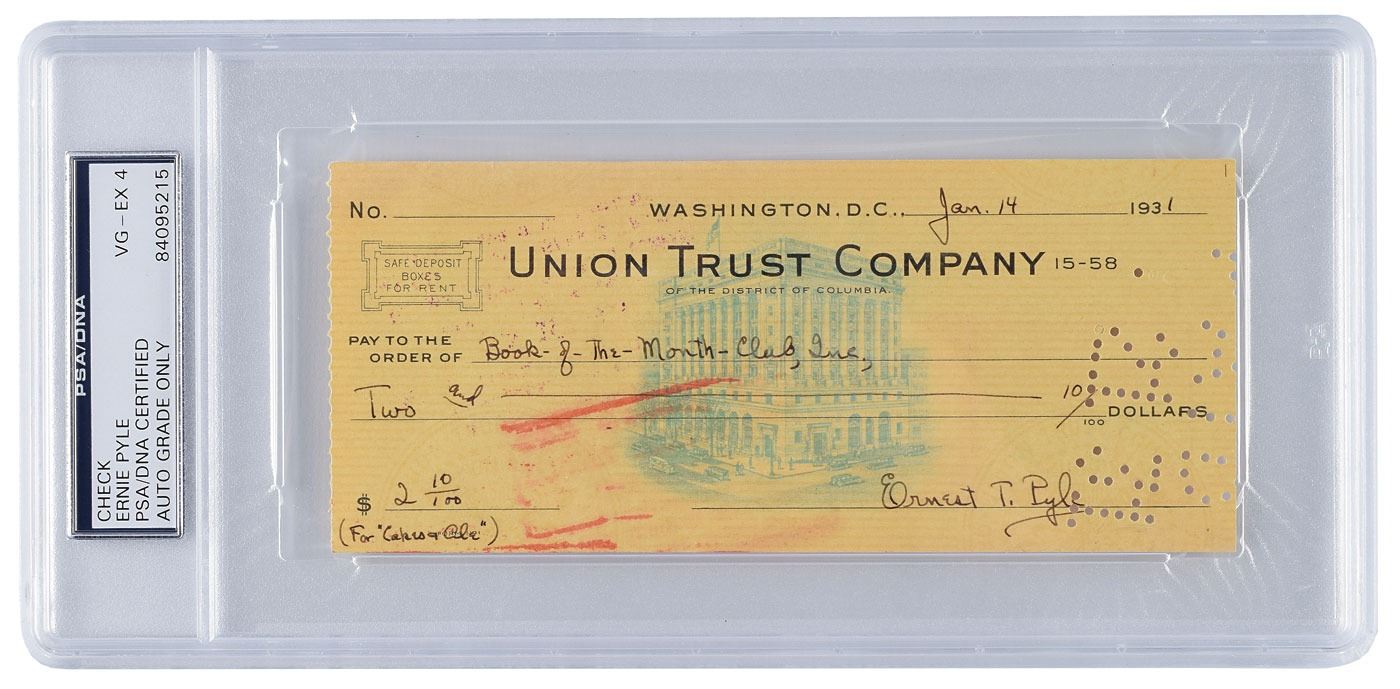 PSA/DNA
CHECK
ERNIE PYLE
PSA/DNA CERTIFIED
AUTO GRADE ONLY
VG – EX 4
84095215
No.
WASHINGTON, D.C., Jan. 14 1931
SAFE DEPOSIT
BOXES
FOR RENT
UNION TRUST COMPANY 15-58
OF THE DISTRICT OF COLUMBIA.
PAY TO THE
ORDER OF Book-of-The-Month-Club, Inc.,
Two and 10/100 DOLLARS
$ 2 10/100
Ernest T. Pyle
(For "Cakes & Ale")